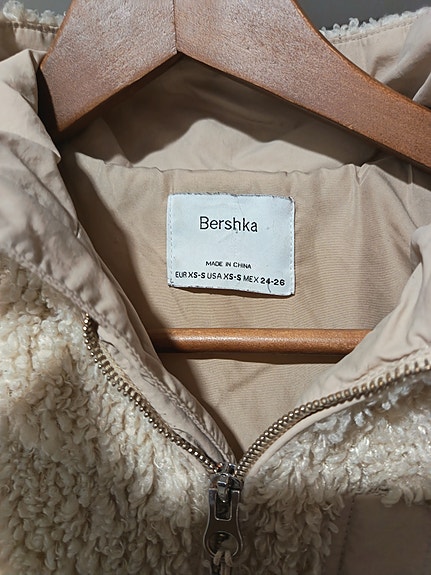 Bershka
MADE IN CHINA
EUR XS-S USA XS-S MEX 24-26